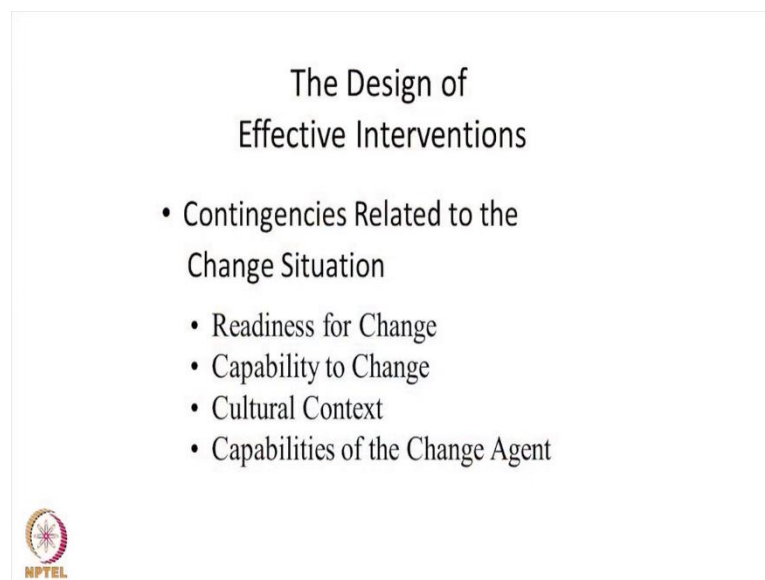 The Design of
Effective Interventions
• Contingencies Related to the
Change Situation
• Readiness for Change
• Capability to Change
• Cultural Context
• Capabilities of the Change Agent
NPTEL